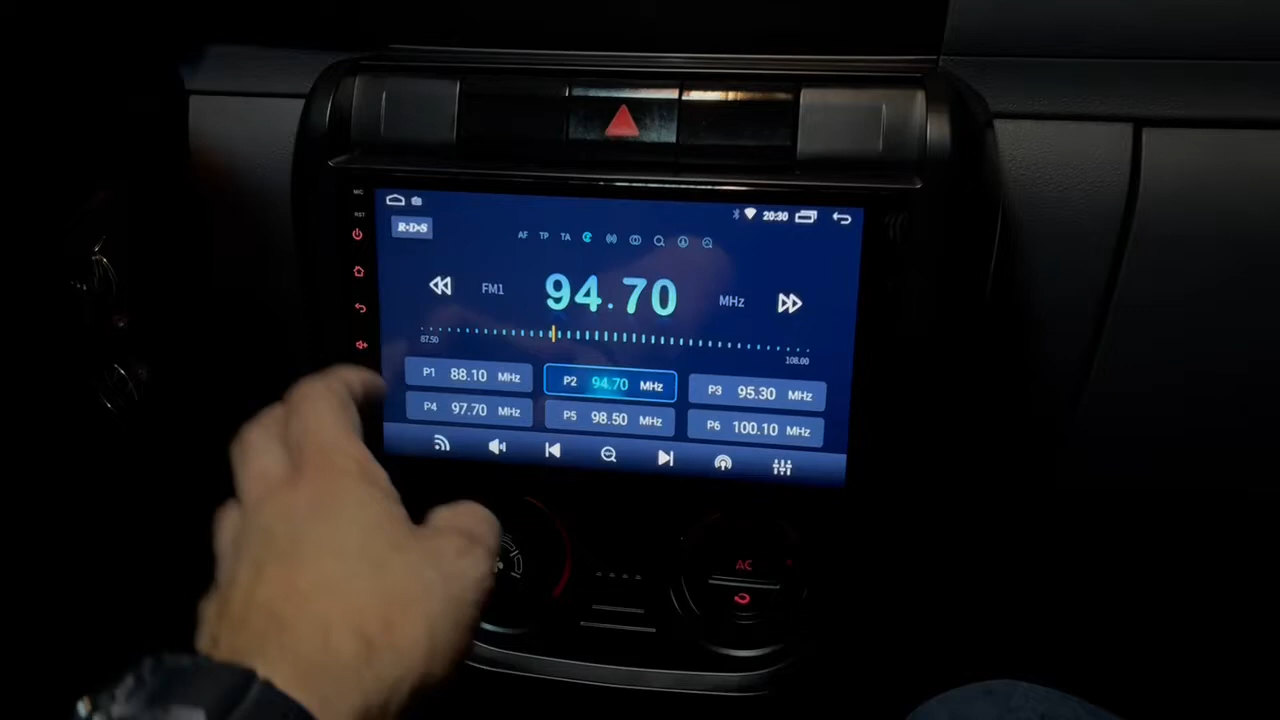 MIC
20:30
RST
R·D·S
AF TP TA
FM1 94.70 MHz
87.50
108.00
P1 88.10 MHz
P2 94.70 MHz
P3 95.30 MHz
P4 97.70 MHz
P5 98.50 MHz
P6 100.10 MHz
AC